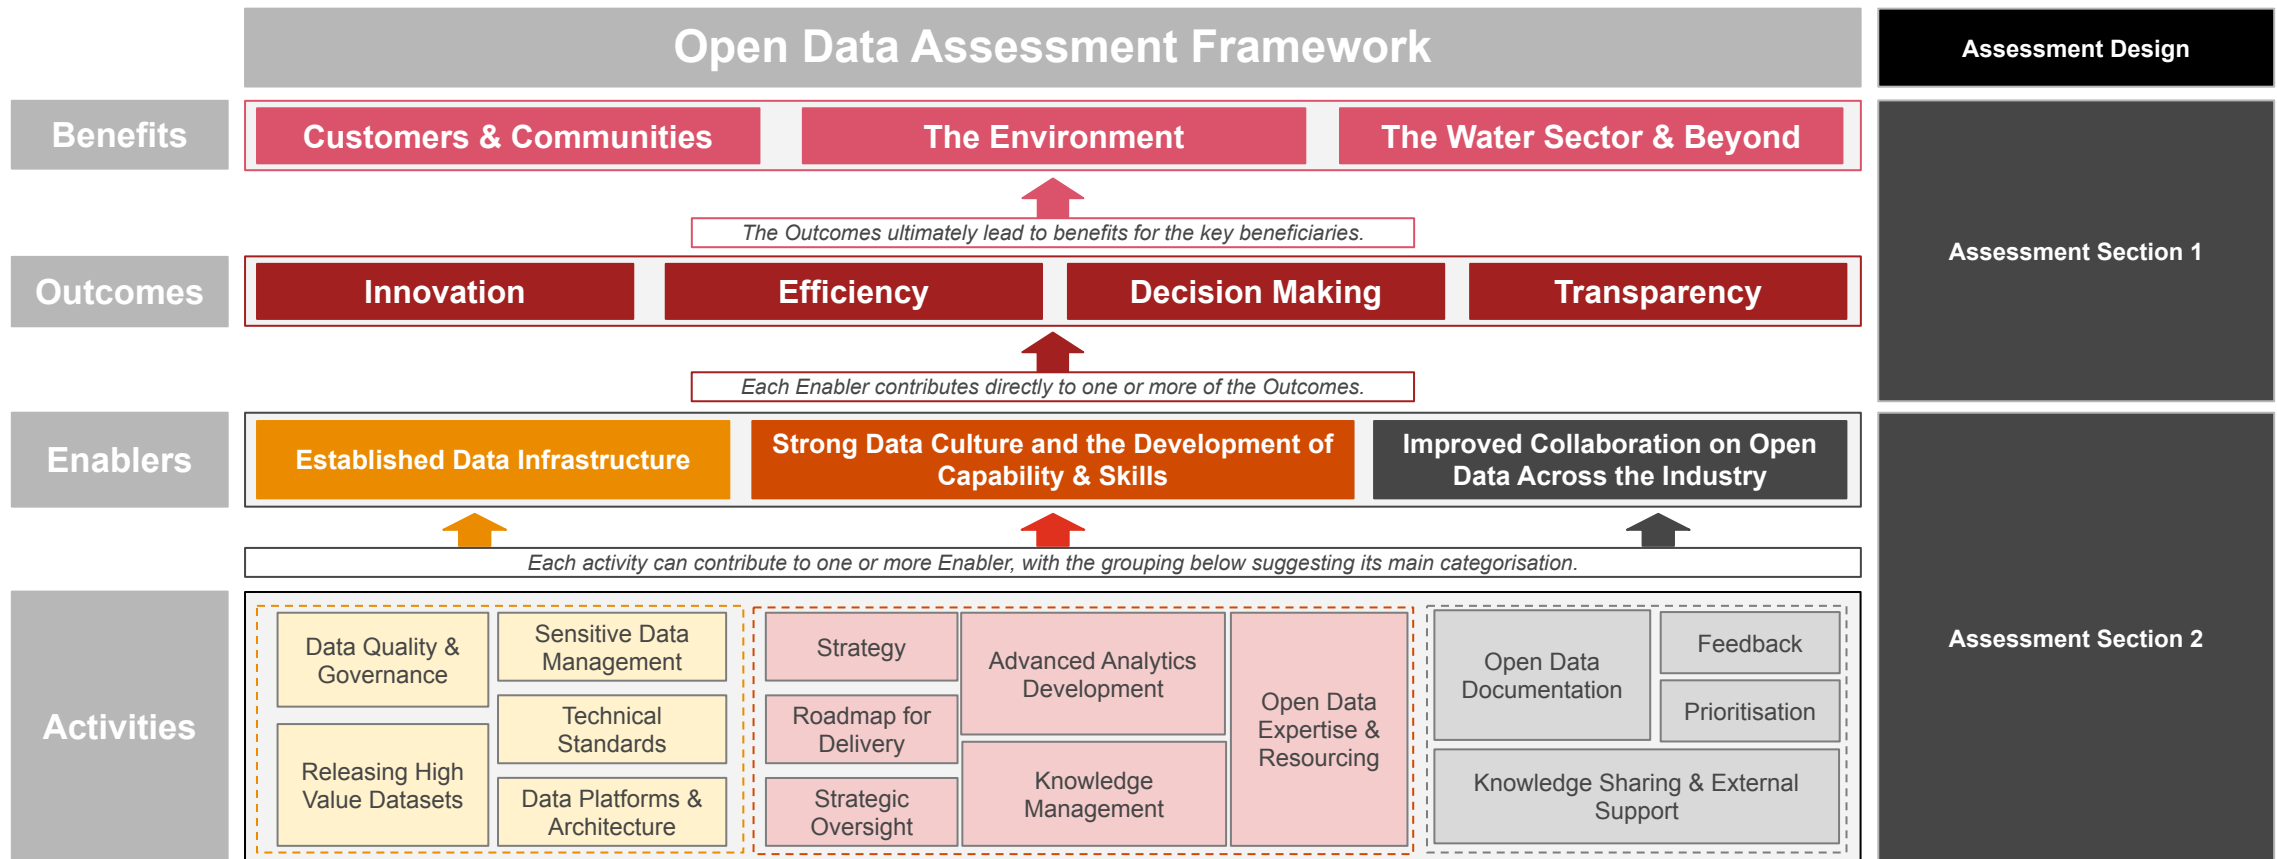 Open Data Assessment Framework
Assessment Design
Benefits
Customers & Communities
The Environment
The Water Sector & Beyond
Assessment Section 1
The Outcomes ultimately lead to benefits for the key beneficiaries.
Outcomes
Innovation
Efficiency
Decision Making
Transparency
Each Enabler contributes directly to one or more of the Outcomes.
Enablers
Established Data Infrastructure
Strong Data Culture and the Development of
Capability & Skills
Improved Collaboration on Open
Data Across the Industry
Each activity can contribute to one or more Enabler, with the grouping below suggesting its main categorisation.
Activities
Data Quality &
Governance
Releasing High
Value Datasets
Sensitive Data
Management
Technical
Standards
Data Platforms &
Architecture
Strategy
Roadmap for
Delivery
Strategic
Oversight
Advanced Analytics
Development
Knowledge
Management
Open Data
Expertise &
Resourcing
Open Data
Documentation
Feedback
Prioritisation
Knowledge Sharing & External
Support
Assessment Section 2